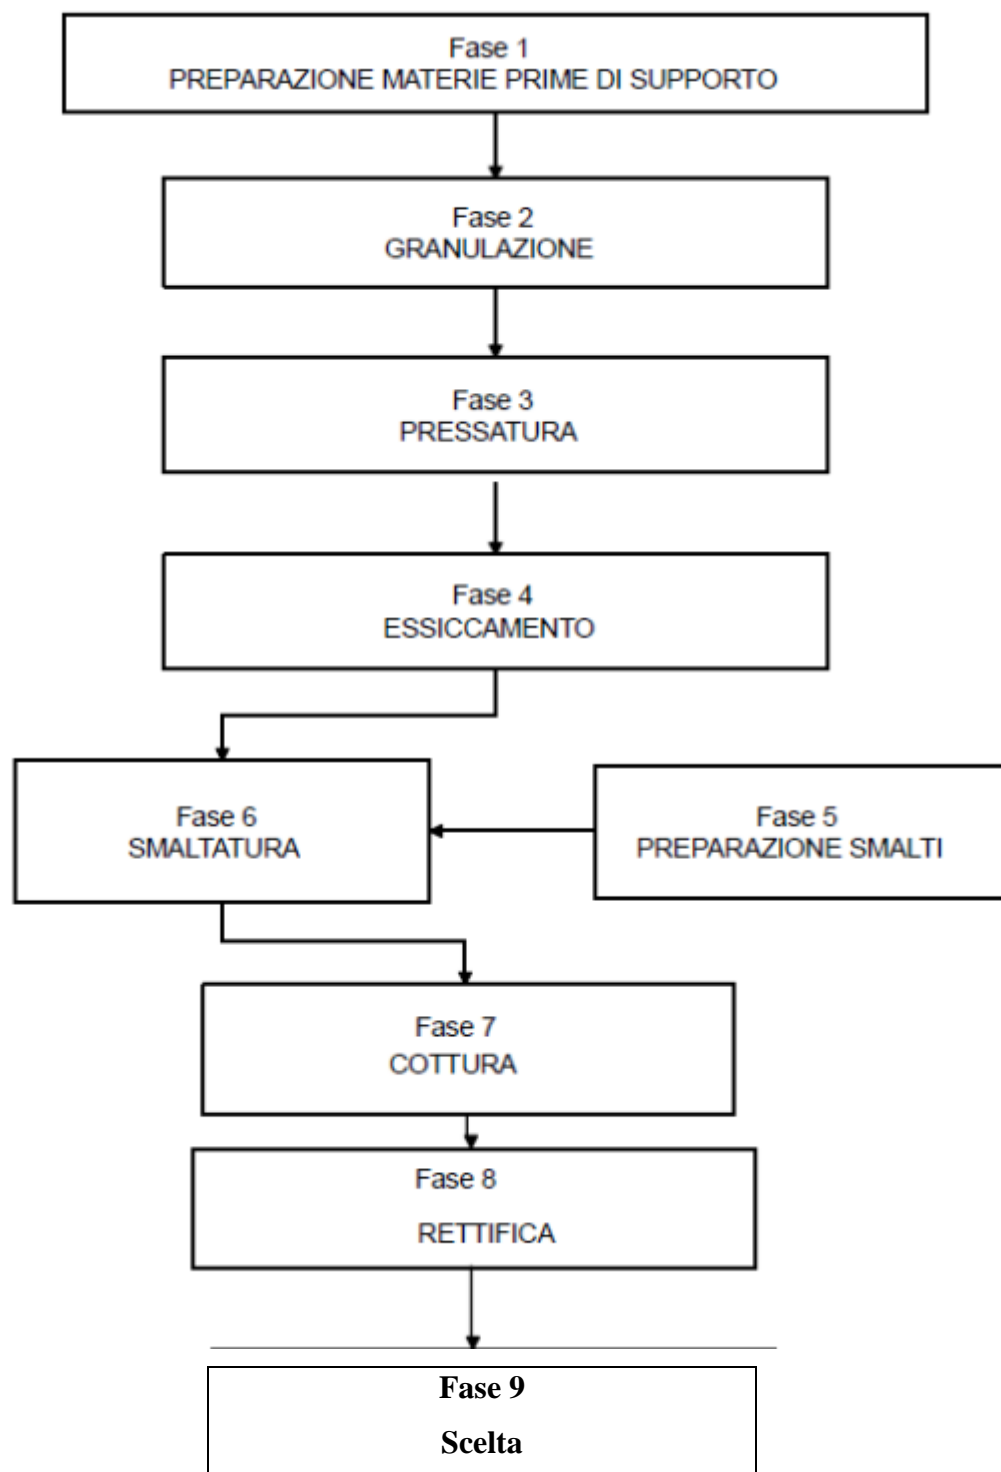 Fase 1
PREPARAZIONE MATERIE PRIME DI SUPPORTO
Fase 2
GRANULAZIONE
Fase 3
PRESSATURA
Fase 4
ESSICCAMENTO
Fase 6
SMALTATURA
Fase 5
PREPARAZIONE SMALTI
Fase 7
COTTURA
Fase 8
RETTIFICA
Fase 9
Scelta